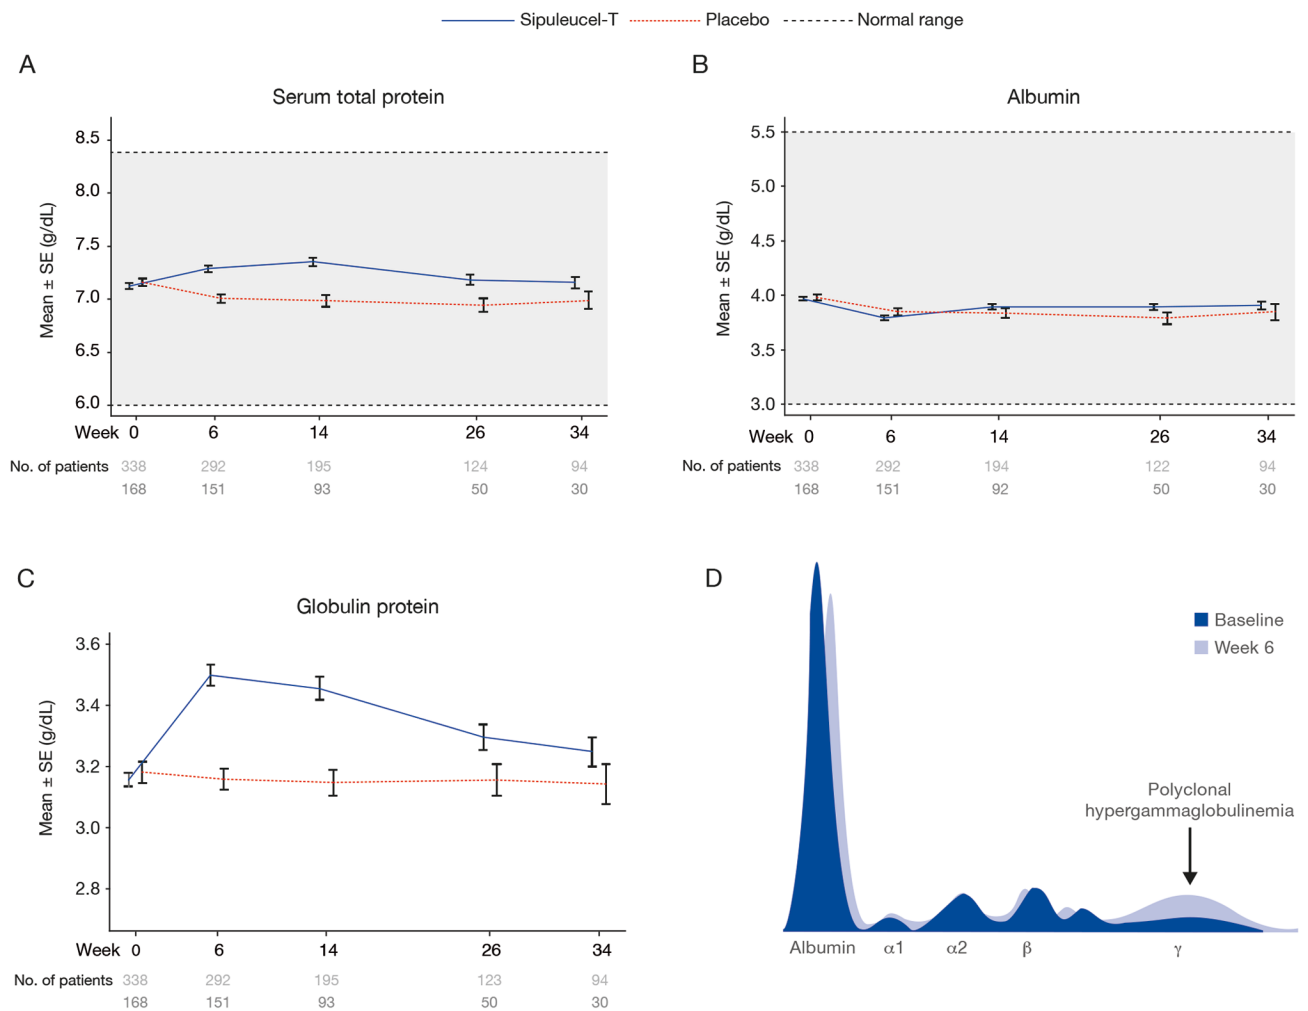 Sipuleucel-T Placebo Normal range
A
Serum total protein
Mean ± SE (g/dL)
8.5
8.0
7.5
7.0
6.5
6.0
Week 0 6 14 26 34
No. of patients 338 292 195 124 94
168 151 93 50 30
B
Albumin
Mean ± SE (g/dL)
5.5
5.0
4.5
4.0
3.5
3.0
Week 0 6 14 26 34
No. of patients 338 292 194 122 94
168 151 92 50 30
C
Globulin protein
Mean ± SE (g/dL)
3.6
3.4
3.2
3.0
2.8
Week 0 6 14 26 34
No. of patients 338 292 195 123 94
168 151 93 50 30
D
Baseline
Week 6
Polyclonal
hypergammaglobulinemia
Albumin α1 α2 β γ